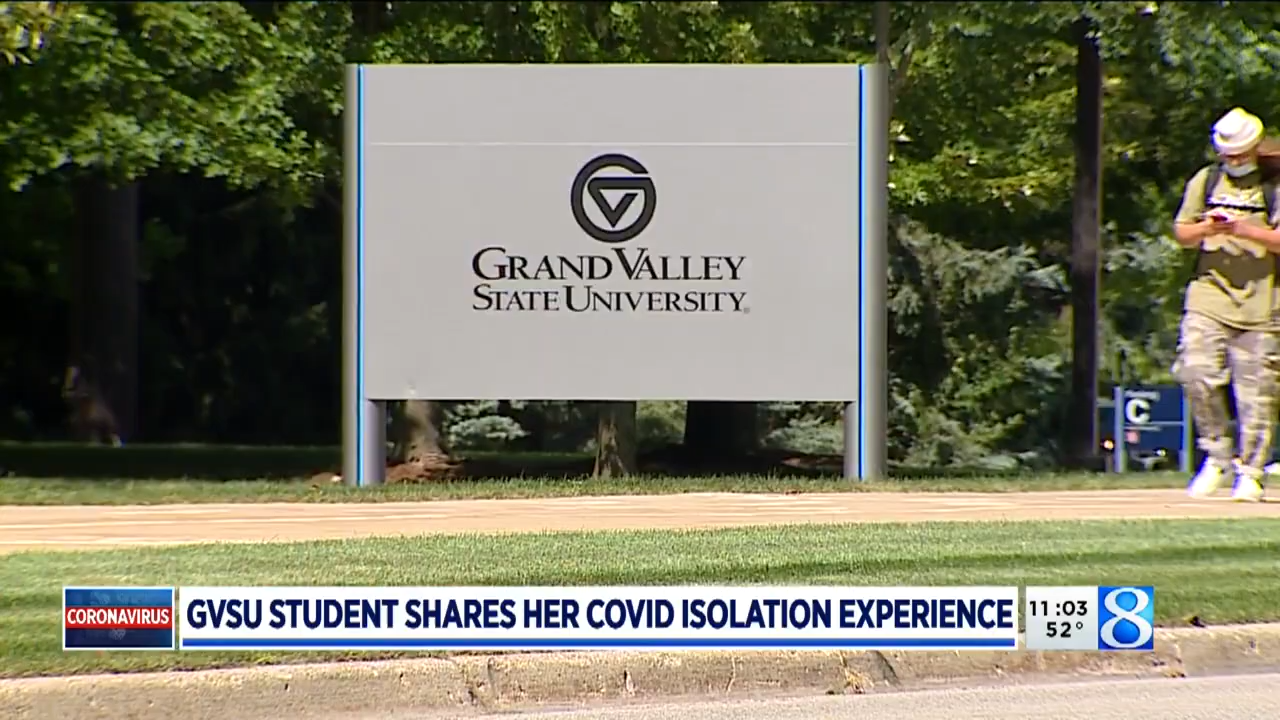 GRAND VALLEY
STATE UNIVERSITY
C
CORONAVIRUS
GVSU STUDENT SHARES HER COVID ISOLATION EXPERIENCE
11:03
52°
8